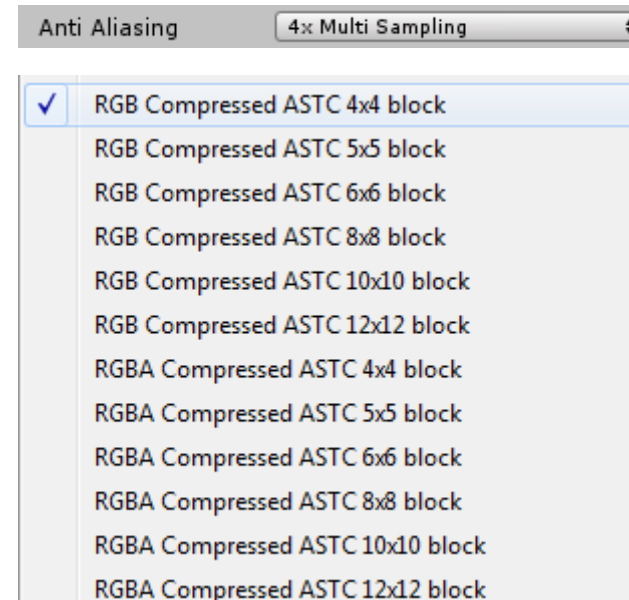 Anti Aliasing 4x Multi Sampling
RGB Compressed ASTC 4x4 block
RGB Compressed ASTC 5x5 block
RGB Compressed ASTC 6x6 block
RGB Compressed ASTC 8x8 block
RGB Compressed ASTC 10x10 block
RGB Compressed ASTC 12x12 block
RGBA Compressed ASTC 4x4 block
RGBA Compressed ASTC 5x5 block
RGBA Compressed ASTC 6x6 block
RGBA Compressed ASTC 8x8 block
RGBA Compressed ASTC 10x10 block
RGBA Compressed ASTC 12x12 block